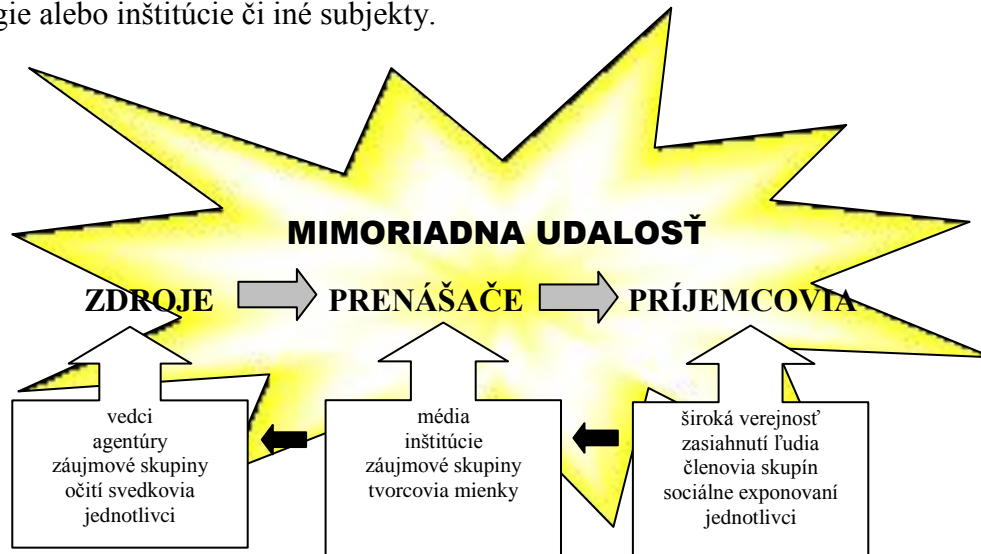 gie alebo inštitúcie či iné subjekty.
MIMORIADNA UDALOSŤ
ZDROJE PRENÁŠAČE PRÍJEMCOVIA
vedci
agentúry
záujmové skupiny
očití svedkovia
jednotlivci
média
inštitúcie
záujmové skupiny
tvorcovia mienky
široká verejnosť
zasiahnutí ľudia
členovia skupín
sociálne exponovaní
jednotlivci